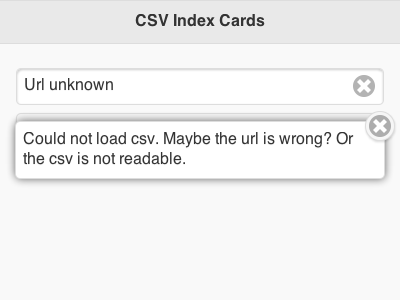 CSV Index Cards
Url unknown
Could not load csv. Maybe the url is wrong? Or
the csv is not readable.